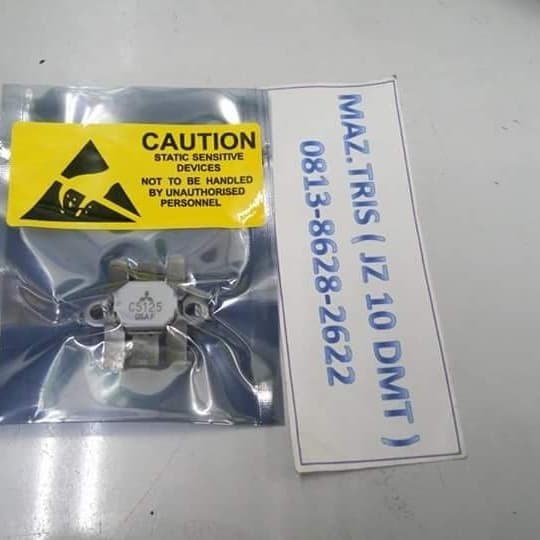 CAUTION
STATIC SENSITIVE
DEVICES
NOT TO BE HANDLED
BY UNAUTHORISED
PERSONNEL
C5125
MAZ.TRIS ( JZ 10 DMT )
0813-8628-2622